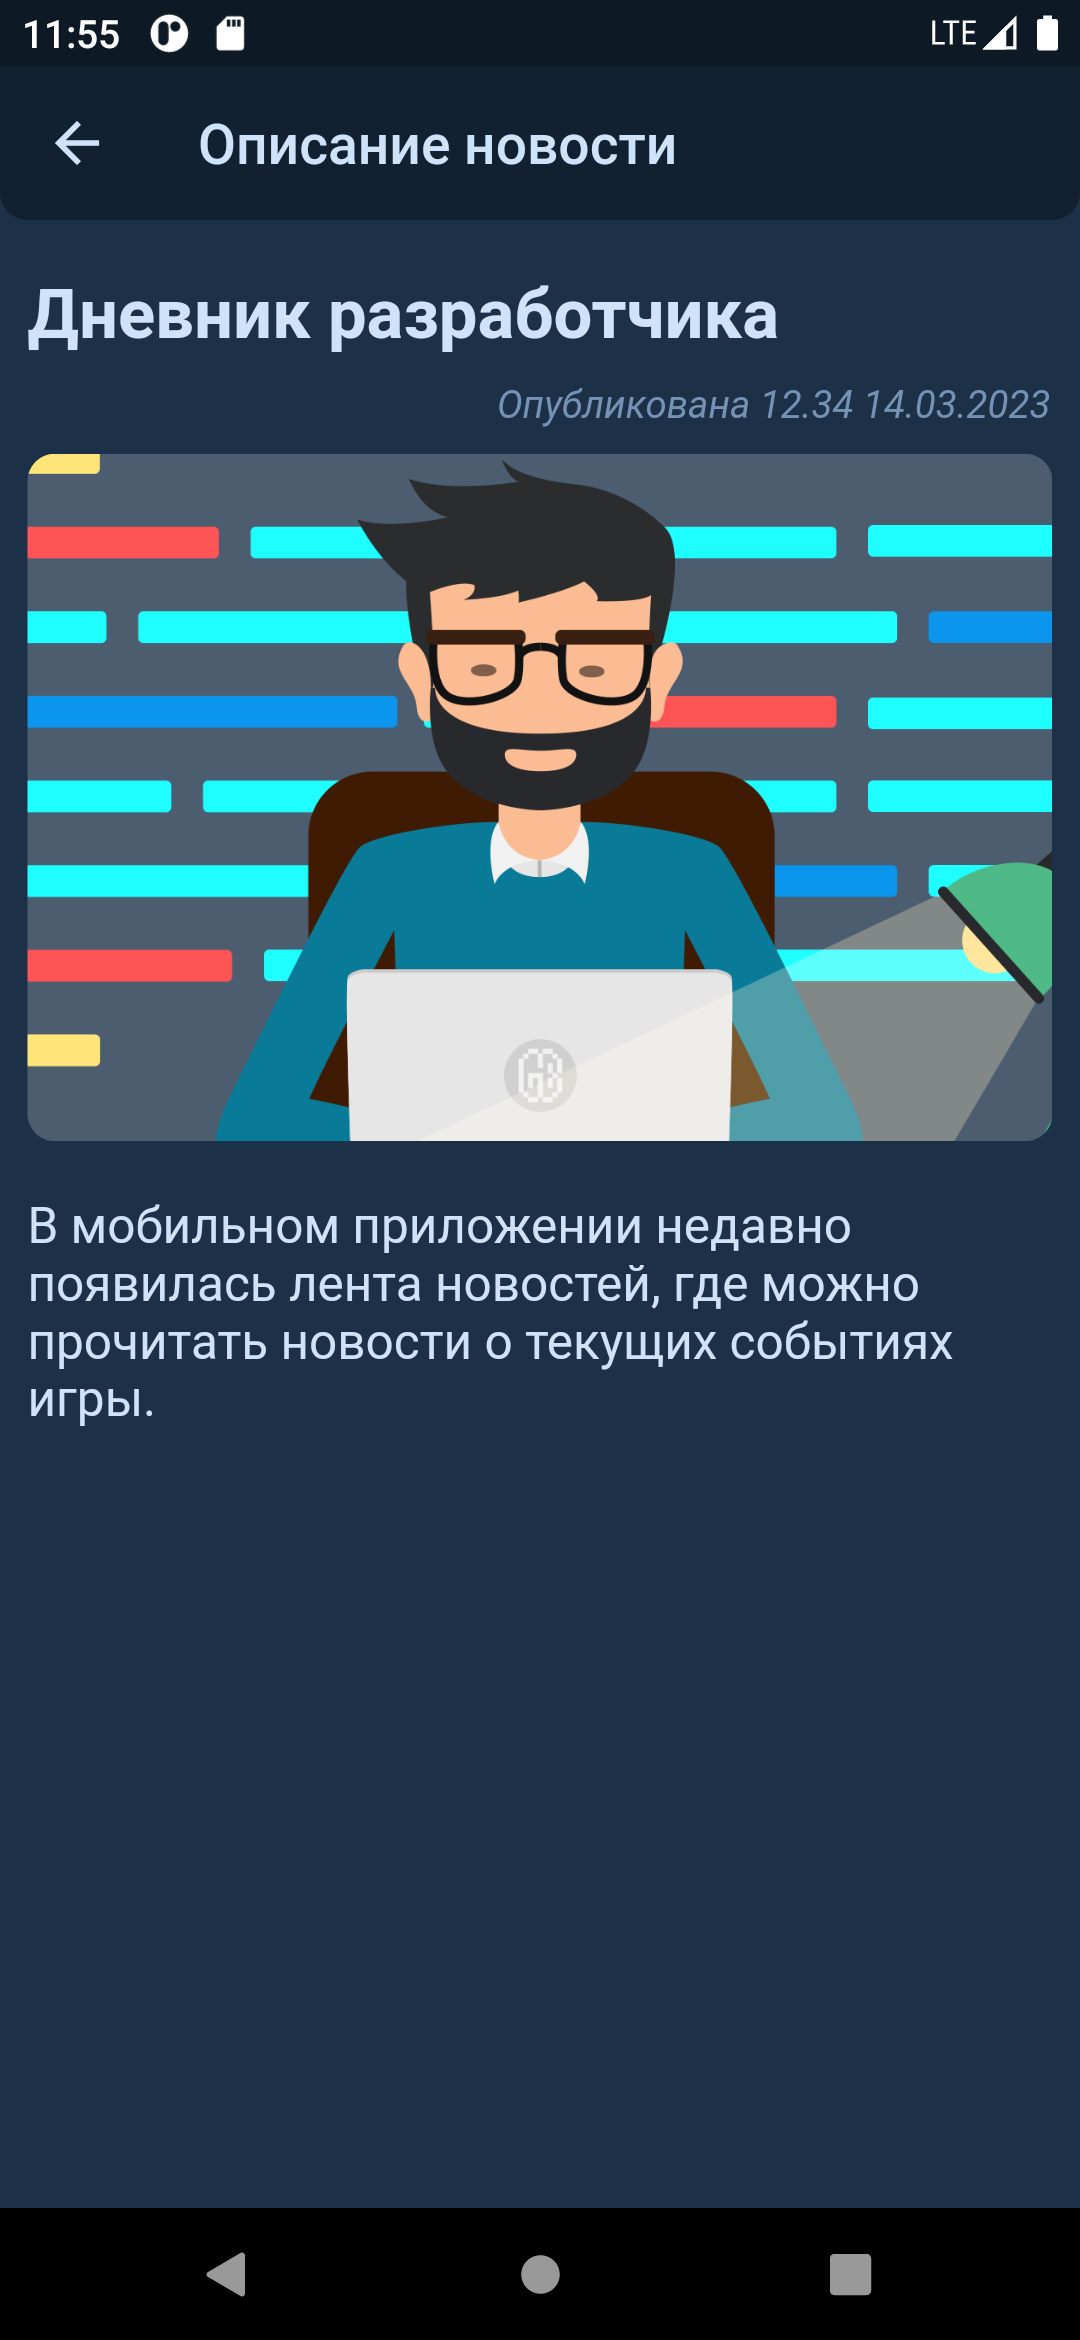 11:55
LTE
Описание новости
Дневник разработчика
Опубликована 12.34 14.03.2023
В мобильном приложении недавно
появилась лента новостей, где можно
прочитать новости о текущих событиях
игры.